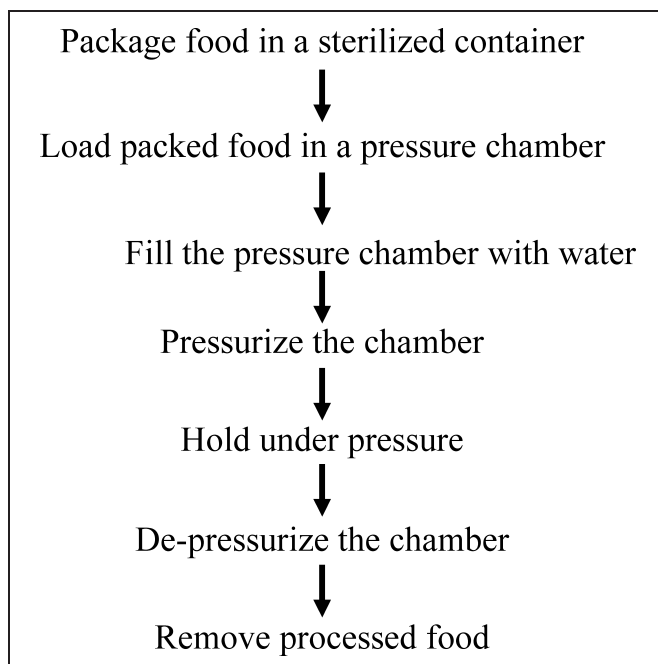 Package food in a sterilized container
Load packed food in a pressure chamber
Fill the pressure chamber with water
Pressurize the chamber
Hold under pressure
De-pressurize the chamber
Remove processed food